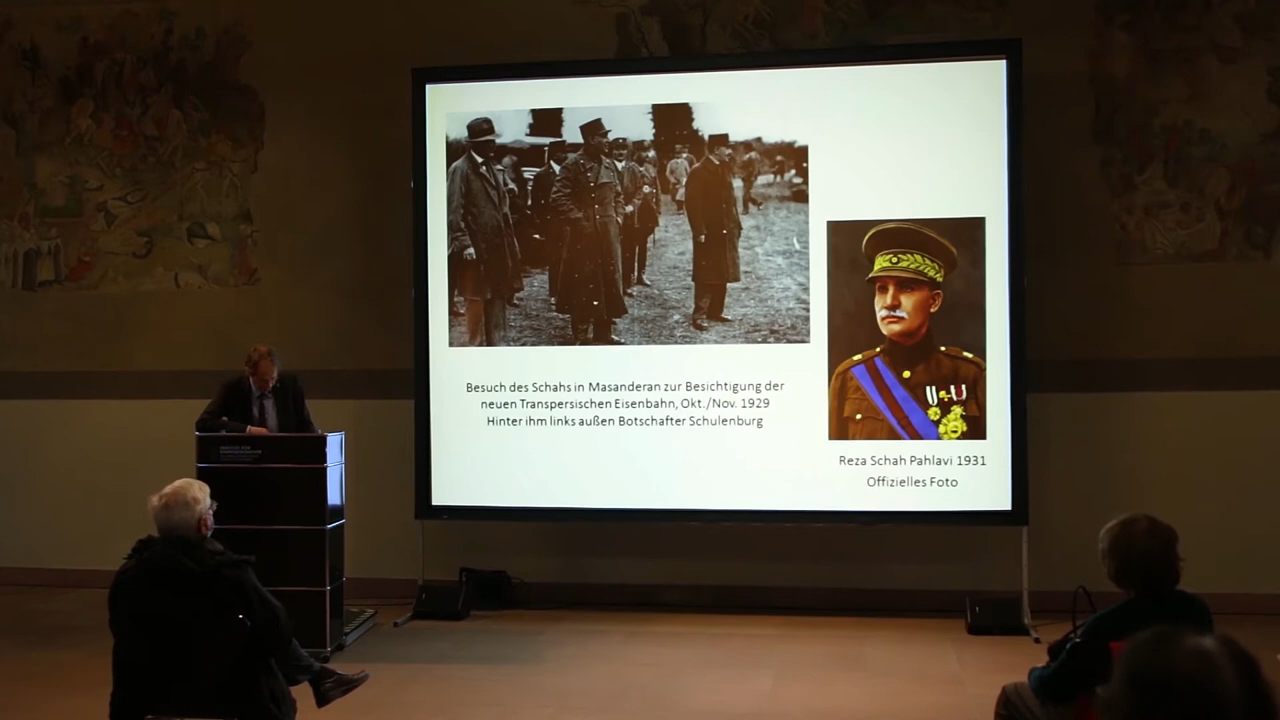 Besuch des Schahs in Masanderan zur Besichtigung der
neuen Transpersischen Eisenbahn, Okt./Nov. 1929
Hinter ihm links außen Botschafter Schulenburg
Reza Schah Pahlavi 1931
Offizielles Foto